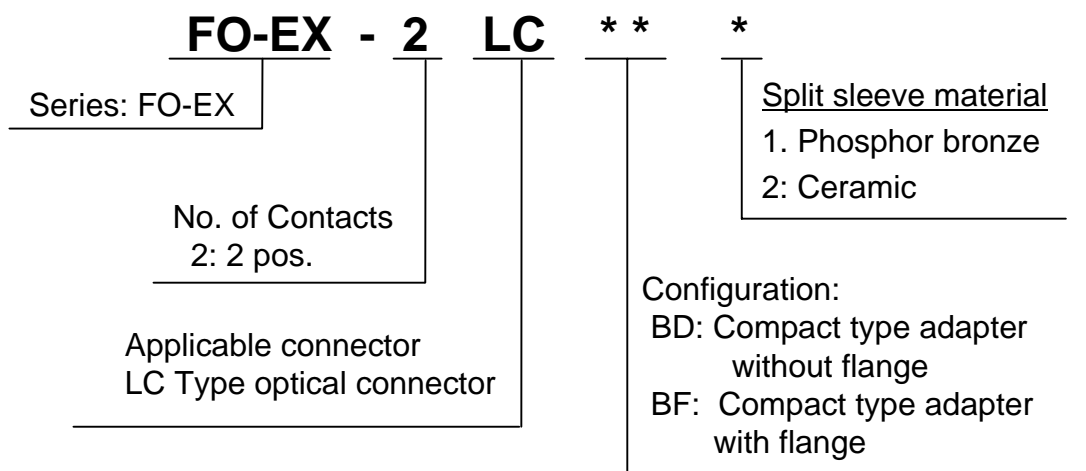 FO-EX - 2 LC * * *
Series: FO-EX
Split sleeve material
1. Phosphor bronze
2: Ceramic
No. of Contacts
2: 2 pos.
Configuration:
BD: Compact type adapter
without flange
BF: Compact type adapter
with flange
Applicable connector
LC Type optical connector